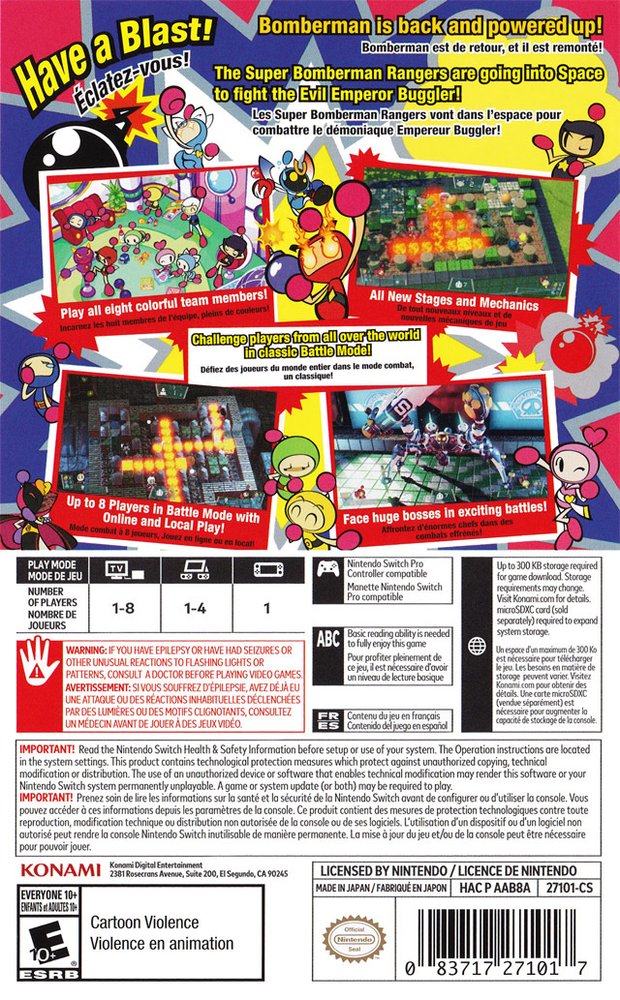 Have a Blast!
Éclatez-vous!
Bomberman is back and powered up!
Bomberman est de retour, et il est remonté!
The Super Bomberman Rangers are going into Space
to fight the Evil Emperor Buggler!
Les Super Bomberman Rangers vont dans l'espace pour
combattre le démoniaque Empereur Buggler!
Play all eight colorful team members!
Incarnez les huit membres de l'équipe, pleins de couleurs!
All New Stages and Mechanics
De tout nouveaux niveaux et de
nouvelles mécaniques de jeu
Challenge players from all over the world
in classic Battle Mode!
Défiez des joueurs du monde entier dans le mode combat,
un classique!
Up to 8 Players in Battle Mode with
Online and Local Play!
Mode combat à 8 joueurs, Jouez en ligne ou en local!
Face huge bosses in exciting battles!
Affrontez d'énormes chefs dans des
combats effrénés!
PLAY MODE
MODE DE JEU
TV
NUMBER
OF PLAYERS
NOMBRE DE
JOUEURS
1-8
1-4
1
Nintendo Switch Pro
Controller compatible
Manette Nintendo Switch
Pro compatible
ABC
Basic reading ability is needed
to fully enjoy this game
Pour profiter pleinement de
ce jeu, il est nécessaire d'avoir
un niveau de lecture basique
FR
ES
Contenu du jeu en français
Contenido del juego en español
Up to 300 KB storage required
for game download. Storage
requirements may change.
Visit Konami.com for details.
microSDXC card (sold
separately) required to expand
system storage.
Un espace d'un maximum de 300 Ko
est nécessaire pour télécharger
le jeu. Les besoins en matière de
storage peuvent varier. Visitez
Konami.com pour obtenir des
détails. Une carte microSDXC
(vendue séparément) est
nécessaire pour augmenter la
capacité de stockage de la console.
WARNING: IF YOU HAVE EPILEPSY OR HAVE HAD SEIZURES OR
OTHER UNUSUAL REACTIONS TO FLASHING LIGHTS OR
PATTERNS, CONSULT A DOCTOR BEFORE PLAYING VIDEO GAMES.
AVERTISSEMENT: SI VOUS SOUFFREZ D'ÉPILEPSIE, AVEZ DÉJÀ EU
UNE ATTAQUE OU DES RÉACTIONS INHABITUELLES DÉCLENCHÉES
PAR DES LUMIÈRES OU DES MOTIFS CLIGNOTANTS, CONSULTEZ
UN MÉDECIN AVANT DE JOUER À DES JEUX VIDÉO.
IMPORTANT! Read the Nintendo Switch Health & Safety Information before setup or use of your system. The Operation instructions are located
in the system settings. This product contains technological protection measures which protect against unauthorized copying, technical
modification or distribution. The use of an unauthorized device or software that enables technical modification may render this software or your
Nintendo Switch system permanently unplayable. A game or system update (or both) may be required to play.
IMPORTANT! Prenez soin de lire les informations sur la santé et la sécurité de la Nintendo Switch avant de configurer ou d'utiliser la console. Vous
pouvez accéder à ces informations depuis les paramètres de la console. Ce produit contient des mesures de protection technologiques contre toute
reproduction, modification technique ou distribution non autorisée de la console ou de ses logiciels. L'utilisation d'un dispositif ou d'un logiciel non
autorisé peut rendre la console Nintendo Switch inutilisable de manière permanente. La mise à jour du jeu et/ou de la console peut être nécessaire
pour pouvoir jouer.
KONAMI
Konami Digital Entertainment
2381 Rosecrans Avenue, Suite 200, El Segundo, CA 90245
EVERYONE 10+
ENFANTS et ADULTES 10+
E
10+
®
ESRB
Cartoon Violence
Violence en animation
LICENSED BY NINTENDO / LICENCE DE NINTENDO
MADE IN JAPAN / FABRIQUÉ EN JAPON
HAC P AAB8A
27101-CS
Official
Nintendo
Seal
0 83717 27101 7